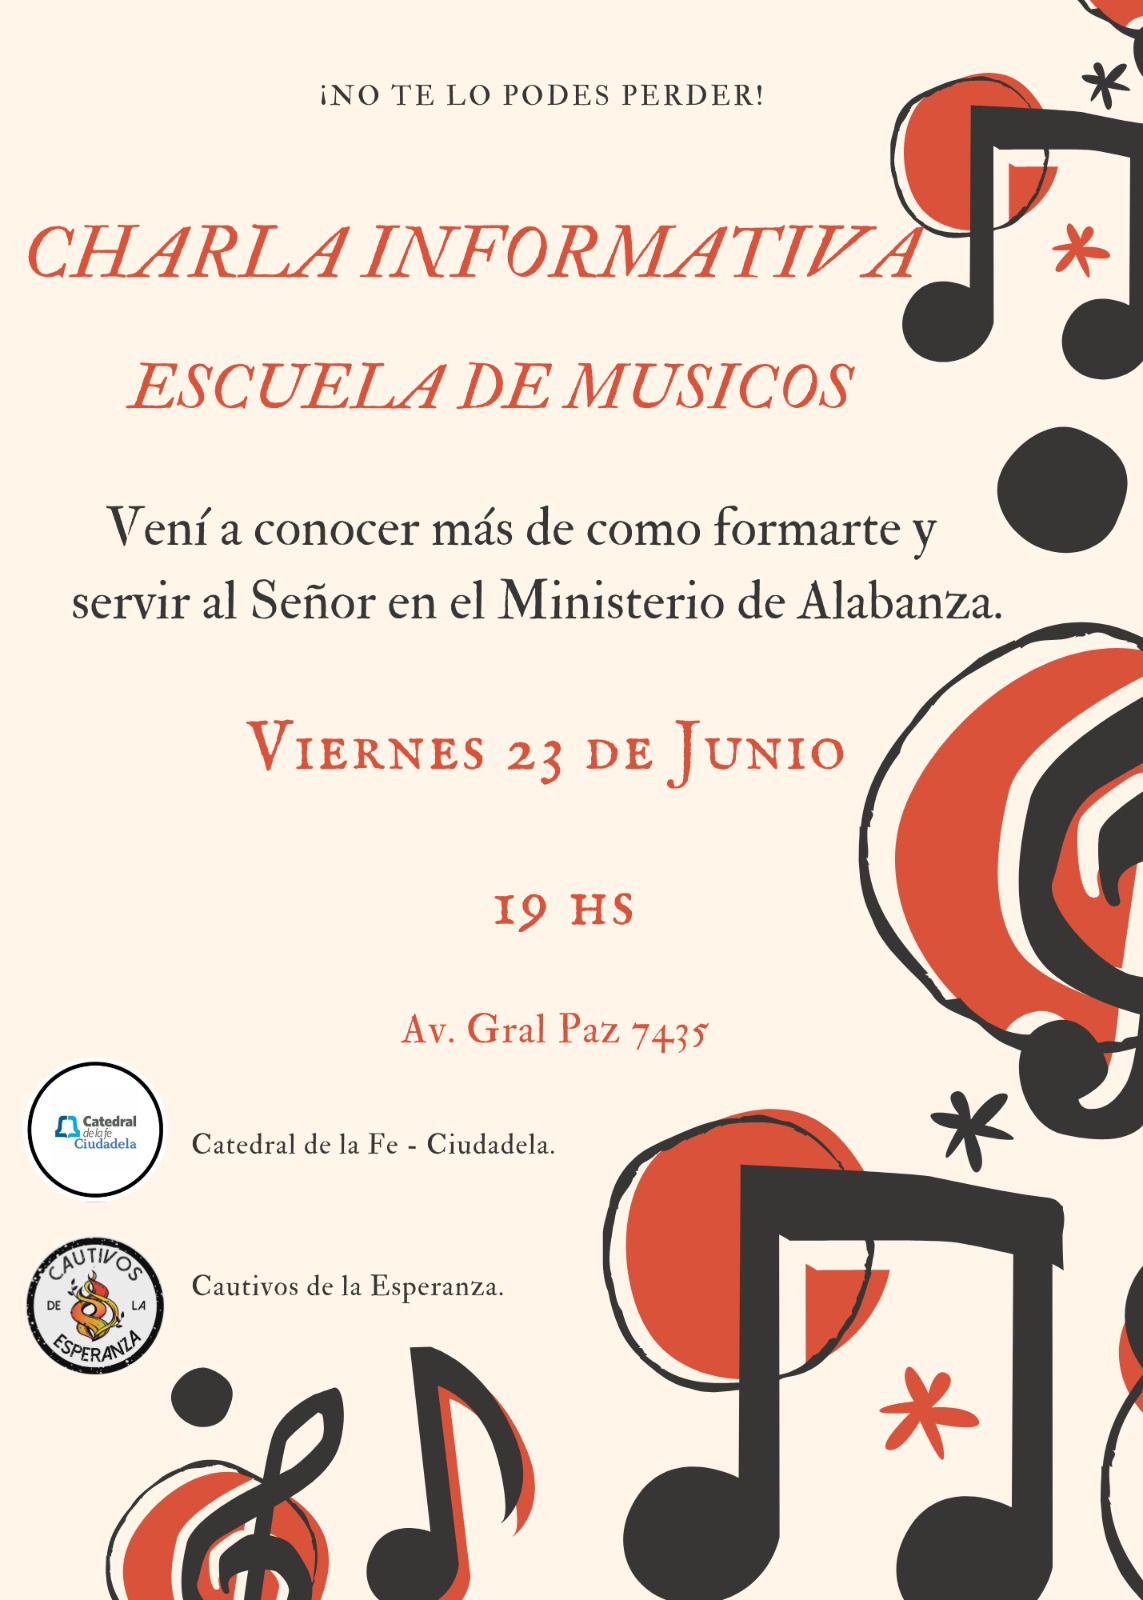 ¡NO TE LO PODES PERDER!
CHARLA INFORMATIVA
ESCUELA DE MUSICOS
Vení a conocer más de como formarte y
servir al Señor en el Ministerio de Alabanza.
Viernes 23 de Junio
19 hs
Av. Gral Paz 7435
Catedral
de la fe
Ciudadela
Catedral de la Fe - Ciudadela.
CAUTIVOS
DE LA
ESPERANZA
Cautivos de la Esperanza.